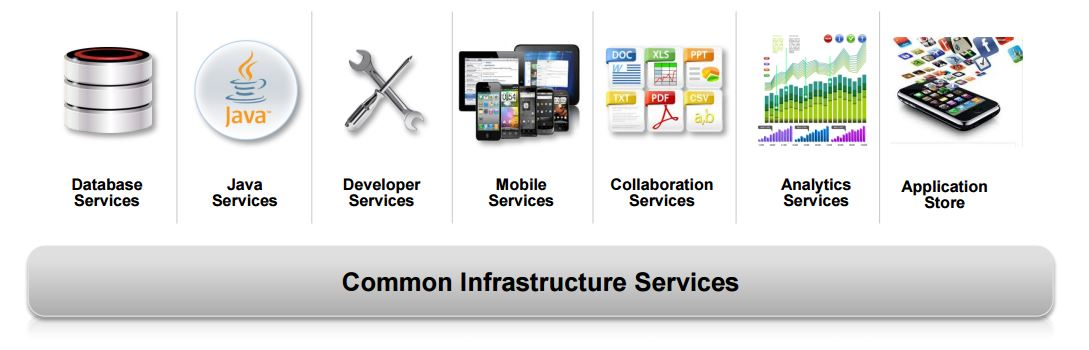 Java™
DOC
XLS
PPT
W
TXT
PDF
CSV
a,b
Database
Services
Java
Services
Developer
Services
Mobile
Services
Collaboration
Services
Analytics
Services
Application
Store
Common Infrastructure Services